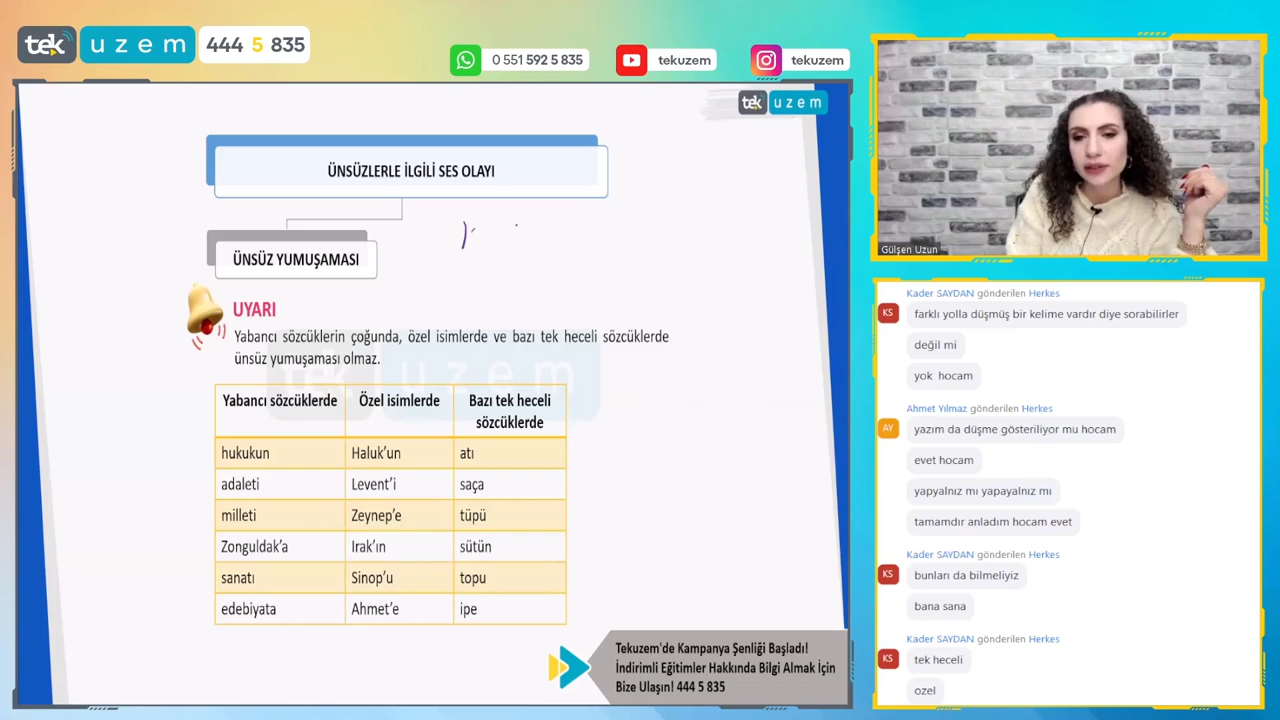 tek uzem 444 5 835
0 551 592 5 835
tekuzem
tekuzem
tek uzem
ÜNSÜZLERLE İLGİLİ SES OLAYI
ÜNSÜZ YUMUŞAMASI
UYARI
Yabancı sözcüklerin çoğunda, özel isimlerde ve bazı tek heceli sözcüklerde
ünsüz yumuşaması olmaz.
tek uzem
Yabancı sözcüklerde Özel isimlerde Bazı tek heceli
sözcüklerde
hukukun Haluk'un atı
adaleti Levent'i saça
milleti Zeynep'e tüpü
Zonguldak'a Irak'ın sütün
sanatı Sinop'u topu
edebiyata Ahmet'e ipe
Tekuzem'de Kampanya Şenliği Başladı!
İndirimli Eğitimler Hakkında Bilgi Almak İçin
Bize Ulaşın! 444 5 835
Gülşen Uzun
Kader SAYDAN gönderilen Herkes
KS farklı yolla düşmüş bir kelime vardır diye sorabilirler
değil mi
yok hocam
Ahmet Yılmaz gönderilen Herkes
AY yazım da düşme gösteriliyor mu hocam
evet hocam
yapyalnız mı yapayalnız mı
tamamdır anladım hocam evet
Kader SAYDAN gönderilen Herkes
KS bunları da bilmeliyiz
bana sana
Kader SAYDAN gönderilen Herkes
KS tek heceli
ozel